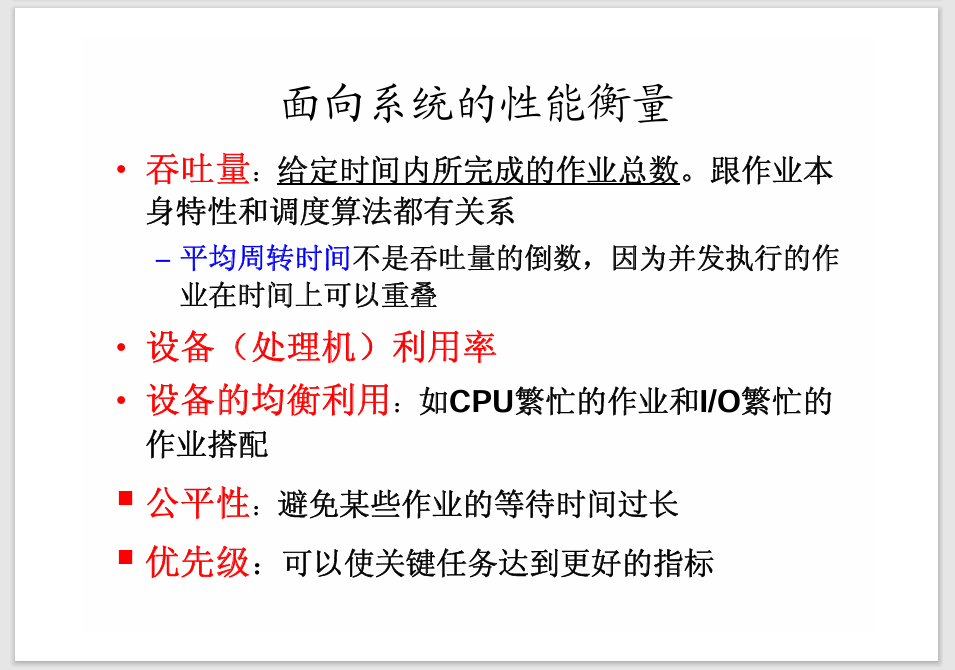 面向系统的性能衡量
• 吞吐量：给定时间内所完成的作业总数。跟作业本
身特性和调度算法都有关系
– 平均周转时间不是吞吐量的倒数，因为并发执行的作
业在时间上可以重叠
• 设备（处理机）利用率
• 设备的均衡利用：如CPU繁忙的作业和I/O繁忙的
作业搭配
▪ 公平性：避免某些作业的等待时间过长
▪ 优先级：可以使关键任务达到更好的指标